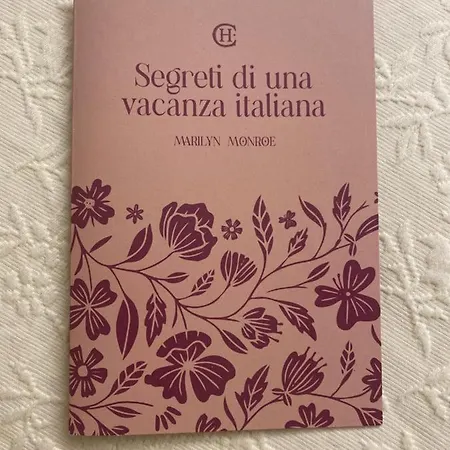 CH
Segreti di una
vacanza italiana
MARILYN MONROE